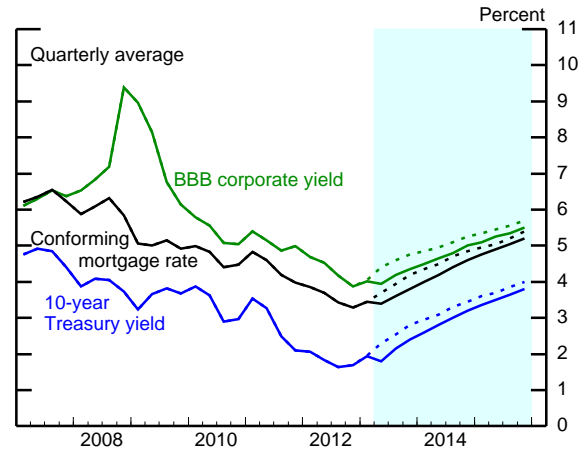 Percent
Quarterly average
BBB corporate yield
Conforming
mortgage rate
10-year
Treasury yield
11
10
9
8
7
6
5
4
3
2
1
0
2008 2010 2012 2014